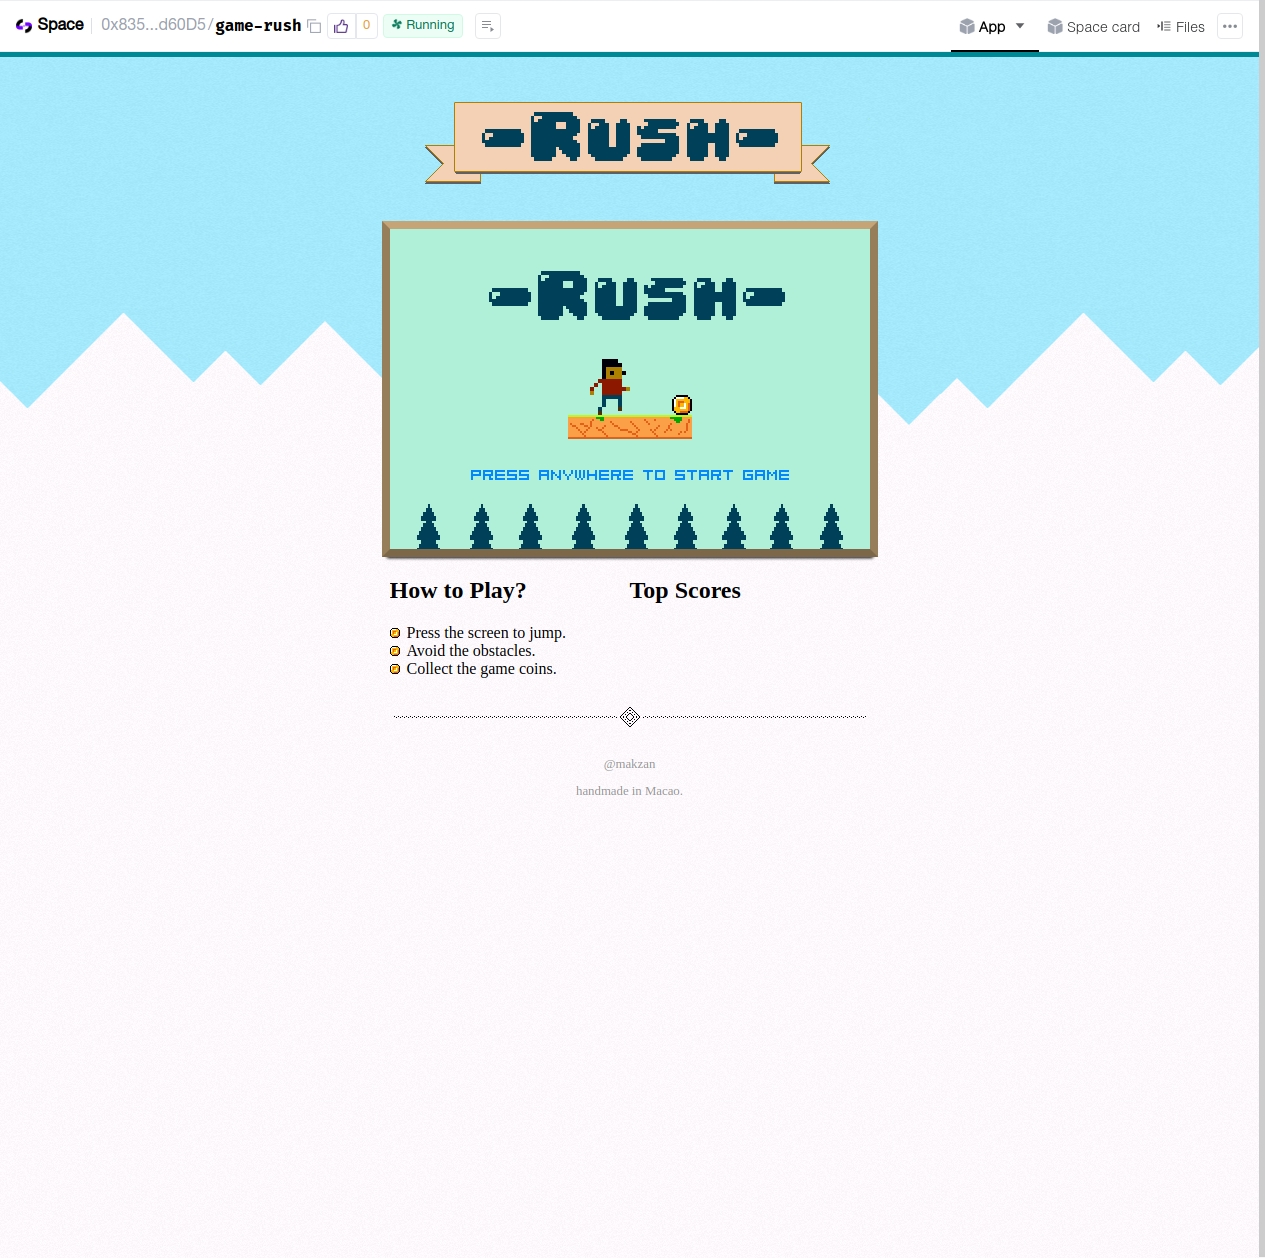 Space 0x835...d60D5/game-rush 0 Running App Space card Files
-RUSH-
-RUSH-
PRESS ANYWHERE TO START GAME
How to Play?
Press the screen to jump.
Avoid the obstacles.
Collect the game coins.
Top Scores
@makzan
handmade in Macao.